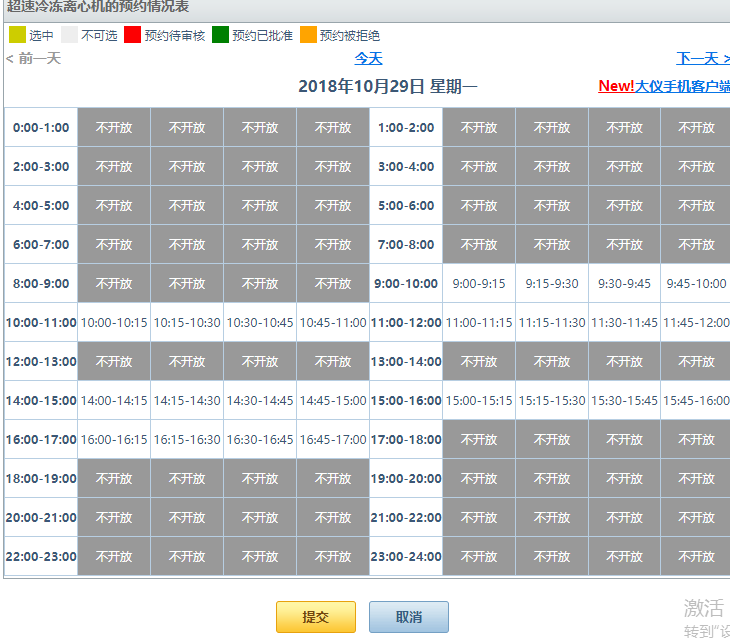 超速冷冻离心机的预约情况表
选中 不可选 预约待审核 预约已批准 预约被拒绝
< 前一天 今天 下一天 >
2018年10月29日 星期一 New!大仪手机客户端
0:00-1:00 不开放 不开放 不开放 不开放 1:00-2:00 不开放 不开放 不开放 不开放
2:00-3:00 不开放 不开放 不开放 不开放 3:00-4:00 不开放 不开放 不开放 不开放
4:00-5:00 不开放 不开放 不开放 不开放 5:00-6:00 不开放 不开放 不开放 不开放
6:00-7:00 不开放 不开放 不开放 不开放 7:00-8:00 不开放 不开放 不开放 不开放
8:00-9:00 不开放 不开放 不开放 不开放 9:00-10:00 9:00-9:15 9:15-9:30 9:30-9:45 9:45-10:00
10:00-11:00 10:00-10:15 10:15-10:30 10:30-10:45 10:45-11:00 11:00-12:00 11:00-11:15 11:15-11:30 11:30-11:45 11:45-12:00
12:00-13:00 不开放 不开放 不开放 不开放 13:00-14:00 不开放 不开放 不开放 不开放
14:00-15:00 14:00-14:15 14:15-14:30 14:30-14:45 14:45-15:00 15:00-16:00 15:00-15:15 15:15-15:30 15:30-15:45 15:45-16:00
16:00-17:00 16:00-16:15 16:15-16:30 16:30-16:45 16:45-17:00 17:00-18:00 不开放 不开放 不开放 不开放
18:00-19:00 不开放 不开放 不开放 不开放 19:00-20:00 不开放 不开放 不开放 不开放
20:00-21:00 不开放 不开放 不开放 不开放 21:00-22:00 不开放 不开放 不开放 不开放
22:00-23:00 不开放 不开放 不开放 不开放 23:00-24:00 不开放 不开放 不开放 不开放
提交 取消
激活
转到"设